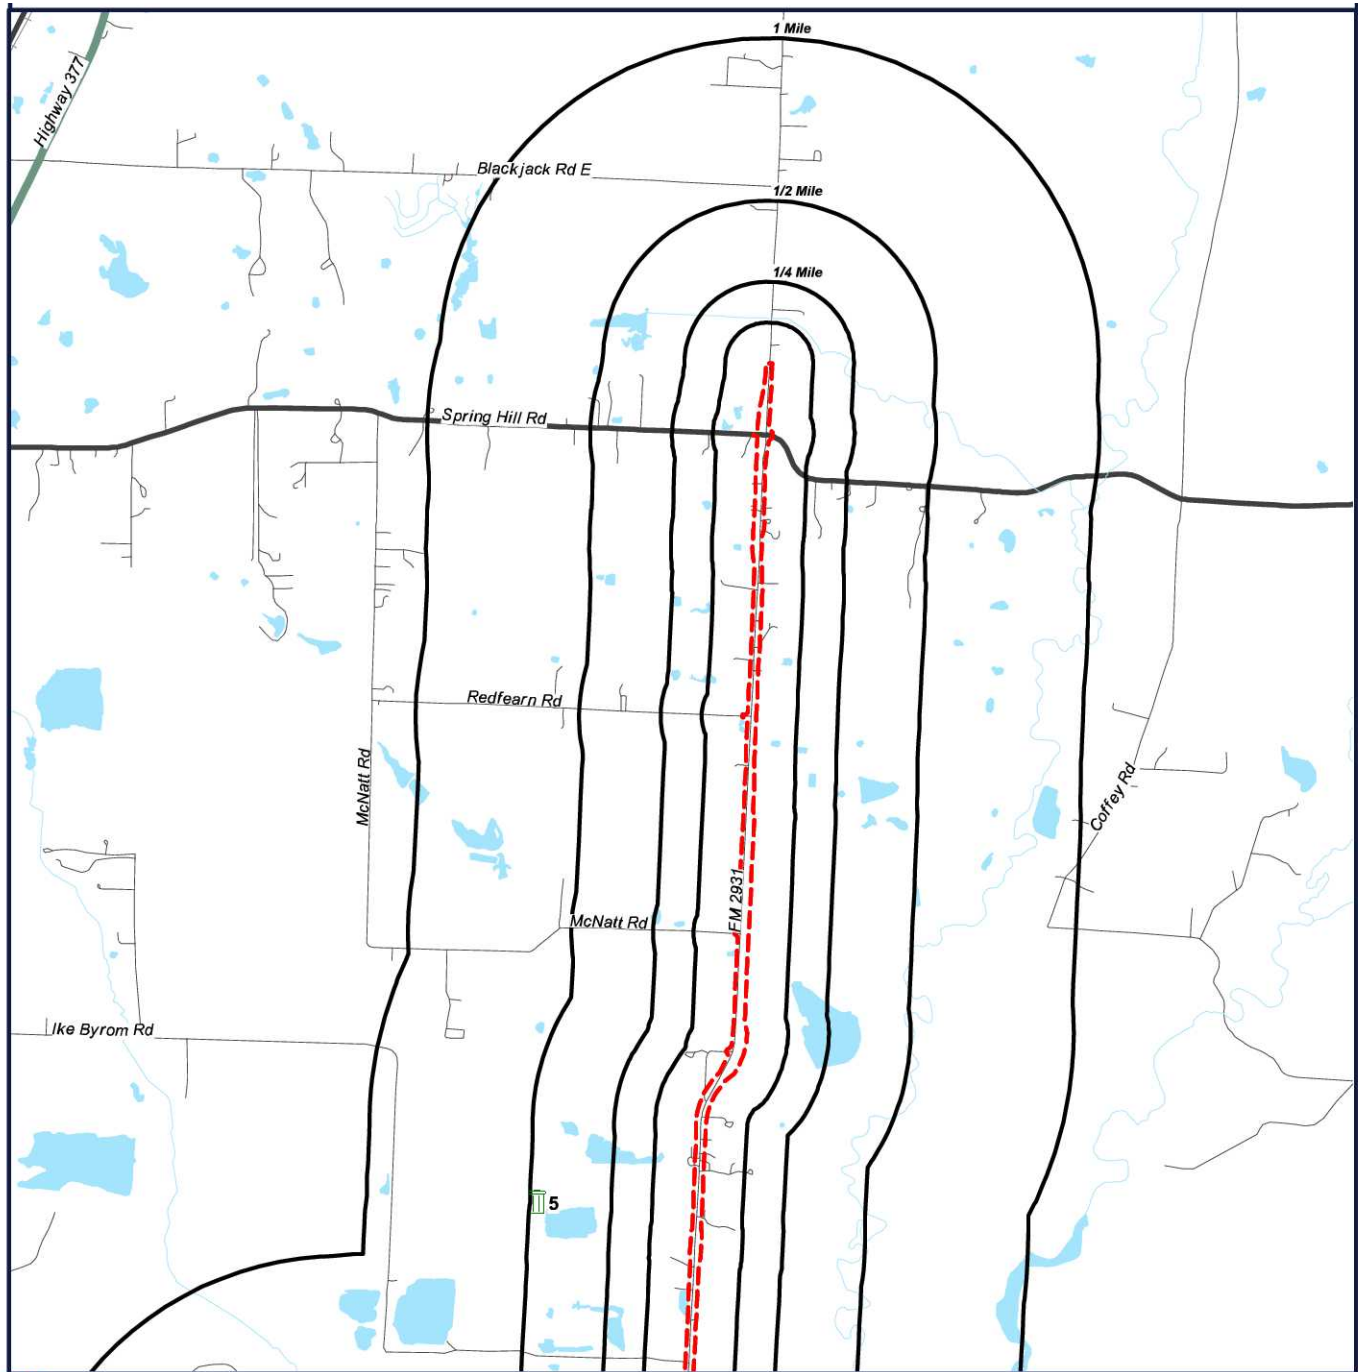 1 Mile
Highway 377
Blackjack Rd E
1/2 Mile
1/4 Mile
Spring Hill Rd
Redfearn Rd
McNatt Rd
Coffey Rd
FM 2931
McNatt Rd
Ike Byrom Rd
5